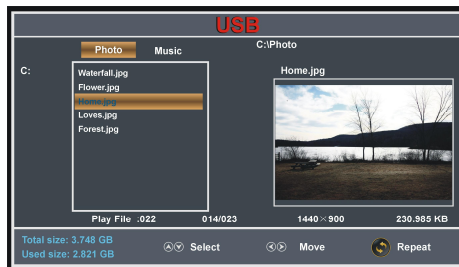 USB
Photo Music C:\Photo
C: Home.jpg
Waterfall.jpg
Flower.jpg
Home.jpg
Loves.jpg
Forest.jpg
Play File :022 014/023 1440×900 230.985 KB
Total size: 3.748 GB
Used size: 2.821 GB
Select Move Repeat